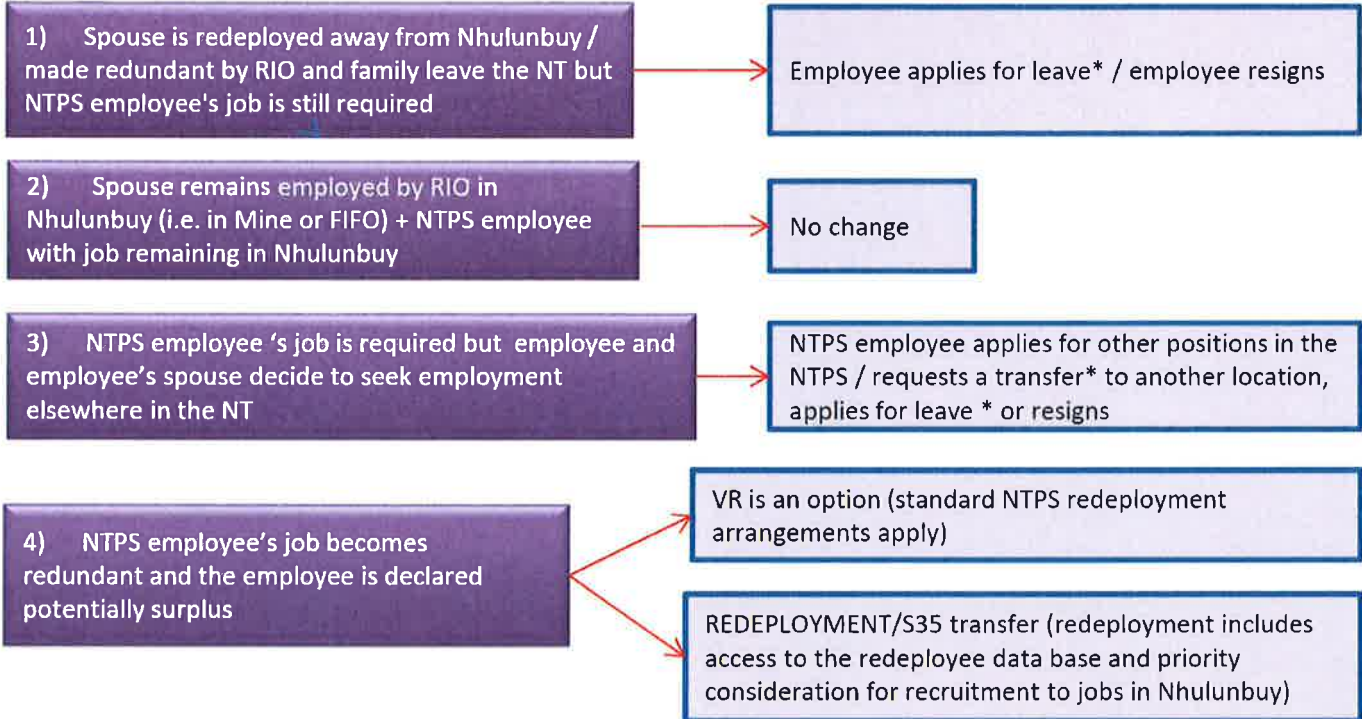 1) Spouse is redeployed away from Nhulunbuy /
made redundant by RIO and family leave the NT but
NTPS employee's job is still required
Employee applies for leave* / employee resigns
2) Spouse remains employed by RIO in
Nhulunbuy (i.e. in Mine or FIFO) + NTPS employee
with job remaining in Nhulunbuy
No change
3) NTPS employee 's job is required but employee and
employee's spouse decide to seek employment
elsewhere in the NT
NTPS employee applies for other positions in the
NTPS / requests a transfer* to another location,
applies for leave * or resigns
4) NTPS employee's job becomes
redundant and the employee is declared
potentially surplus
VR is an option (standard NTPS redeployment
arrangements apply)
REDEPLOYMENT/S35 transfer (redeployment includes
access to the redeployee data base and priority
consideration for recruitment to jobs in Nhulunbuy)